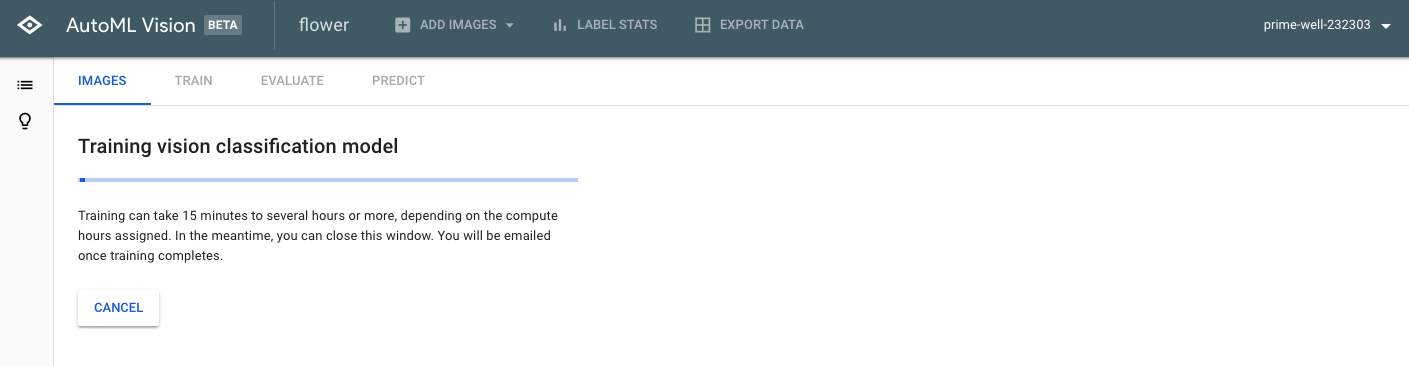 AutoML Vision BETA flower ADD IMAGES LABEL STATS EXPORT DATA prime-well-232303
IMAGES TRAIN EVALUATE PREDICT
Training vision classification model
Training can take 15 minutes to several hours or more, depending on the compute
hours assigned. In the meantime, you can close this window. You will be emailed
once training completes.
CANCEL